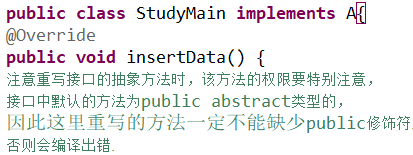 public class StudyMain implements A{
@Override
public void insertData() {
注意重写接口的抽象方法时，该方法的权限要特别注意，
接口中默认的方法为public abstract类型的，
因此这里重写的方法一定不能缺少public修饰符
否则会编译出错.